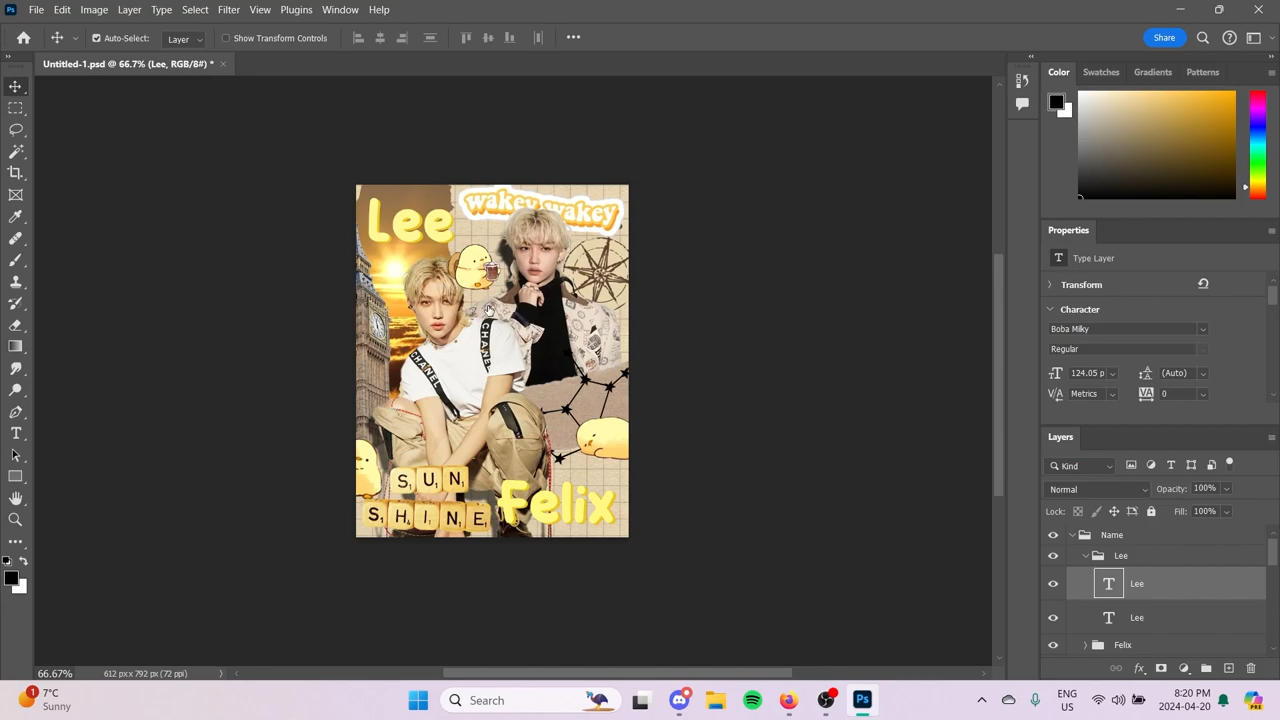 File Edit Image Layer Type Select Filter View Plugins Window Help
Auto-Select: Layer Show Transform Controls Share
Untitled-1.psd @ 66.7% (Lee, RGB/8#) *
Color Swatches Gradients Patterns
wakey wakey
Lee
CHANEL
CHANEL
SUN
SHINE
Felix
Properties
Type Layer
Transform
Character
Boba Milky
Regular
124.05 p (Auto)
Metrics 0
Layers
Kind
Normal Opacity: 100%
Lock: Fill: 100%
Name
Lee
Lee
Lee
Felix
66.67% 612 px x 792 px (72 ppi)
1 7°C
Sunny
Search
ENG
US
8:20 PM
2024-04-20
PRE